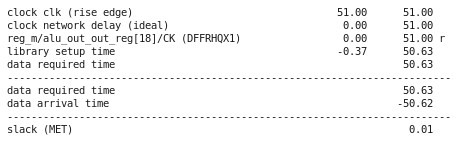 clock clk (rise edge) 51.00 51.00
clock network delay (ideal) 0.00 51.00
reg_m/alu_out_out_reg[18]/CK (DFFRHQX1) 0.00 51.00 r
library setup time -0.37 50.63
data required time 50.63
--------------------------------------------------------------------------
data required time 50.63
data arrival time -50.62
--------------------------------------------------------------------------
slack (MET) 0.01